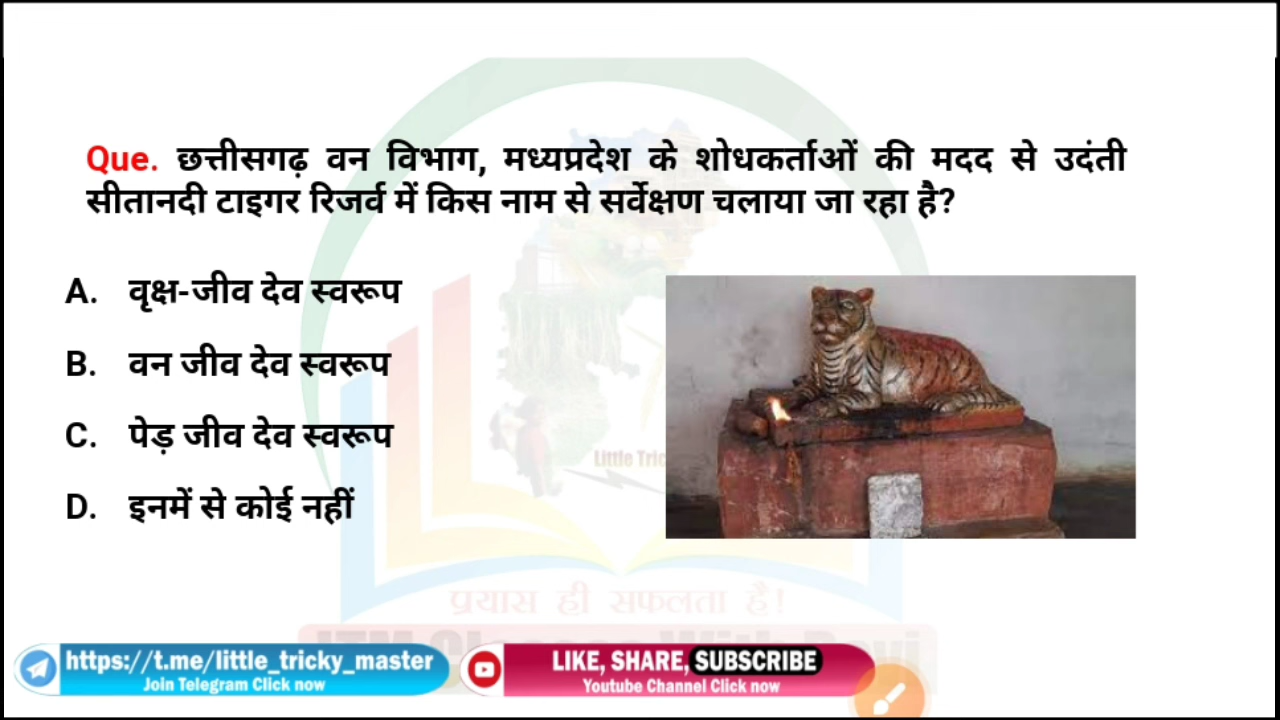 Que. छत्तीसगढ़ वन विभाग, मध्यप्रदेश के शोधकर्ताओं की मदद से उदंती
सीतानदी टाइगर रिजर्व में किस नाम से सर्वेक्षण चलाया जा रहा है?
A. वृक्ष-जीव देव स्वरूप
B. वन जीव देव स्वरूप
C. पेड़ जीव देव स्वरूप
D. इनमें से कोई नहीं
Little Tric
प्रयास ही सफलता है!
https://t.me/little_tricky_master
Join Telegram Click now
LIKE, SHARE, SUBSCRIBE
Youtube Channel Click now